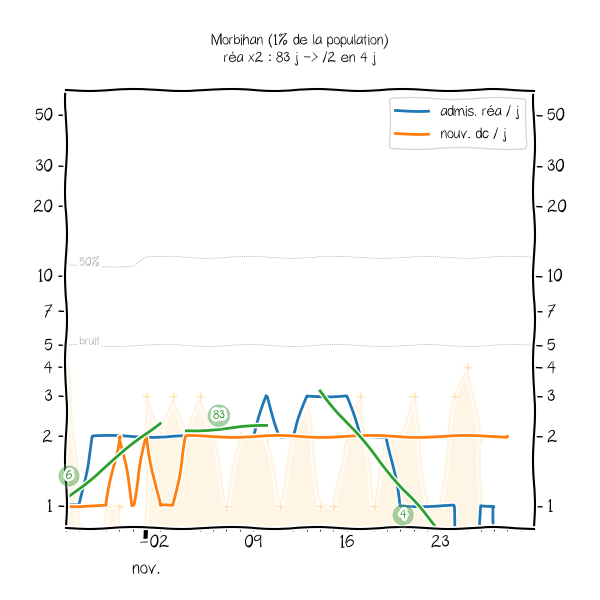 Morbihan (1% de la population)
réa x2 : 83 j -> /2 en 4 j
admis. réa / j
nouv. dc / j
50 50
30 30
20 20
50%
10 10
7 7
bruit
5 5
4 4
3 3
83
2 2
6
4
1 1
02 09 16 23
nov.